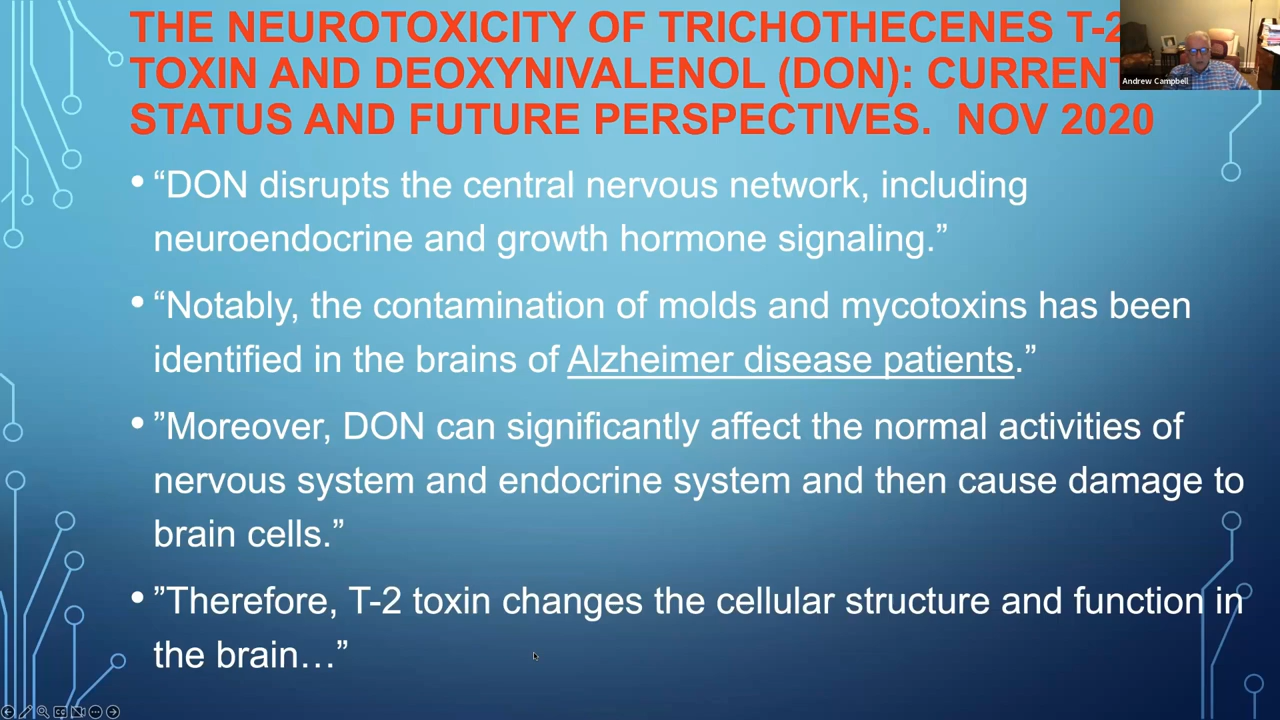 THE NEUROTOXICITY OF TRICHOTHECENES T-2
TOXIN AND DEOXYNIVALENOL (DON): CURRENT
STATUS AND FUTURE PERSPECTIVES.  NOV 2020
Andrew Campbell
• “DON disrupts the central nervous network, including
neuroendocrine and growth hormone signaling.”
• “Notably, the contamination of molds and mycotoxins has been
identified in the brains of Alzheimer disease patients.”
• ”Moreover, DON can significantly affect the normal activities of
nervous system and endocrine system and then cause damage to
brain cells.”
• ”Therefore, T-2 toxin changes the cellular structure and function in
the brain…”